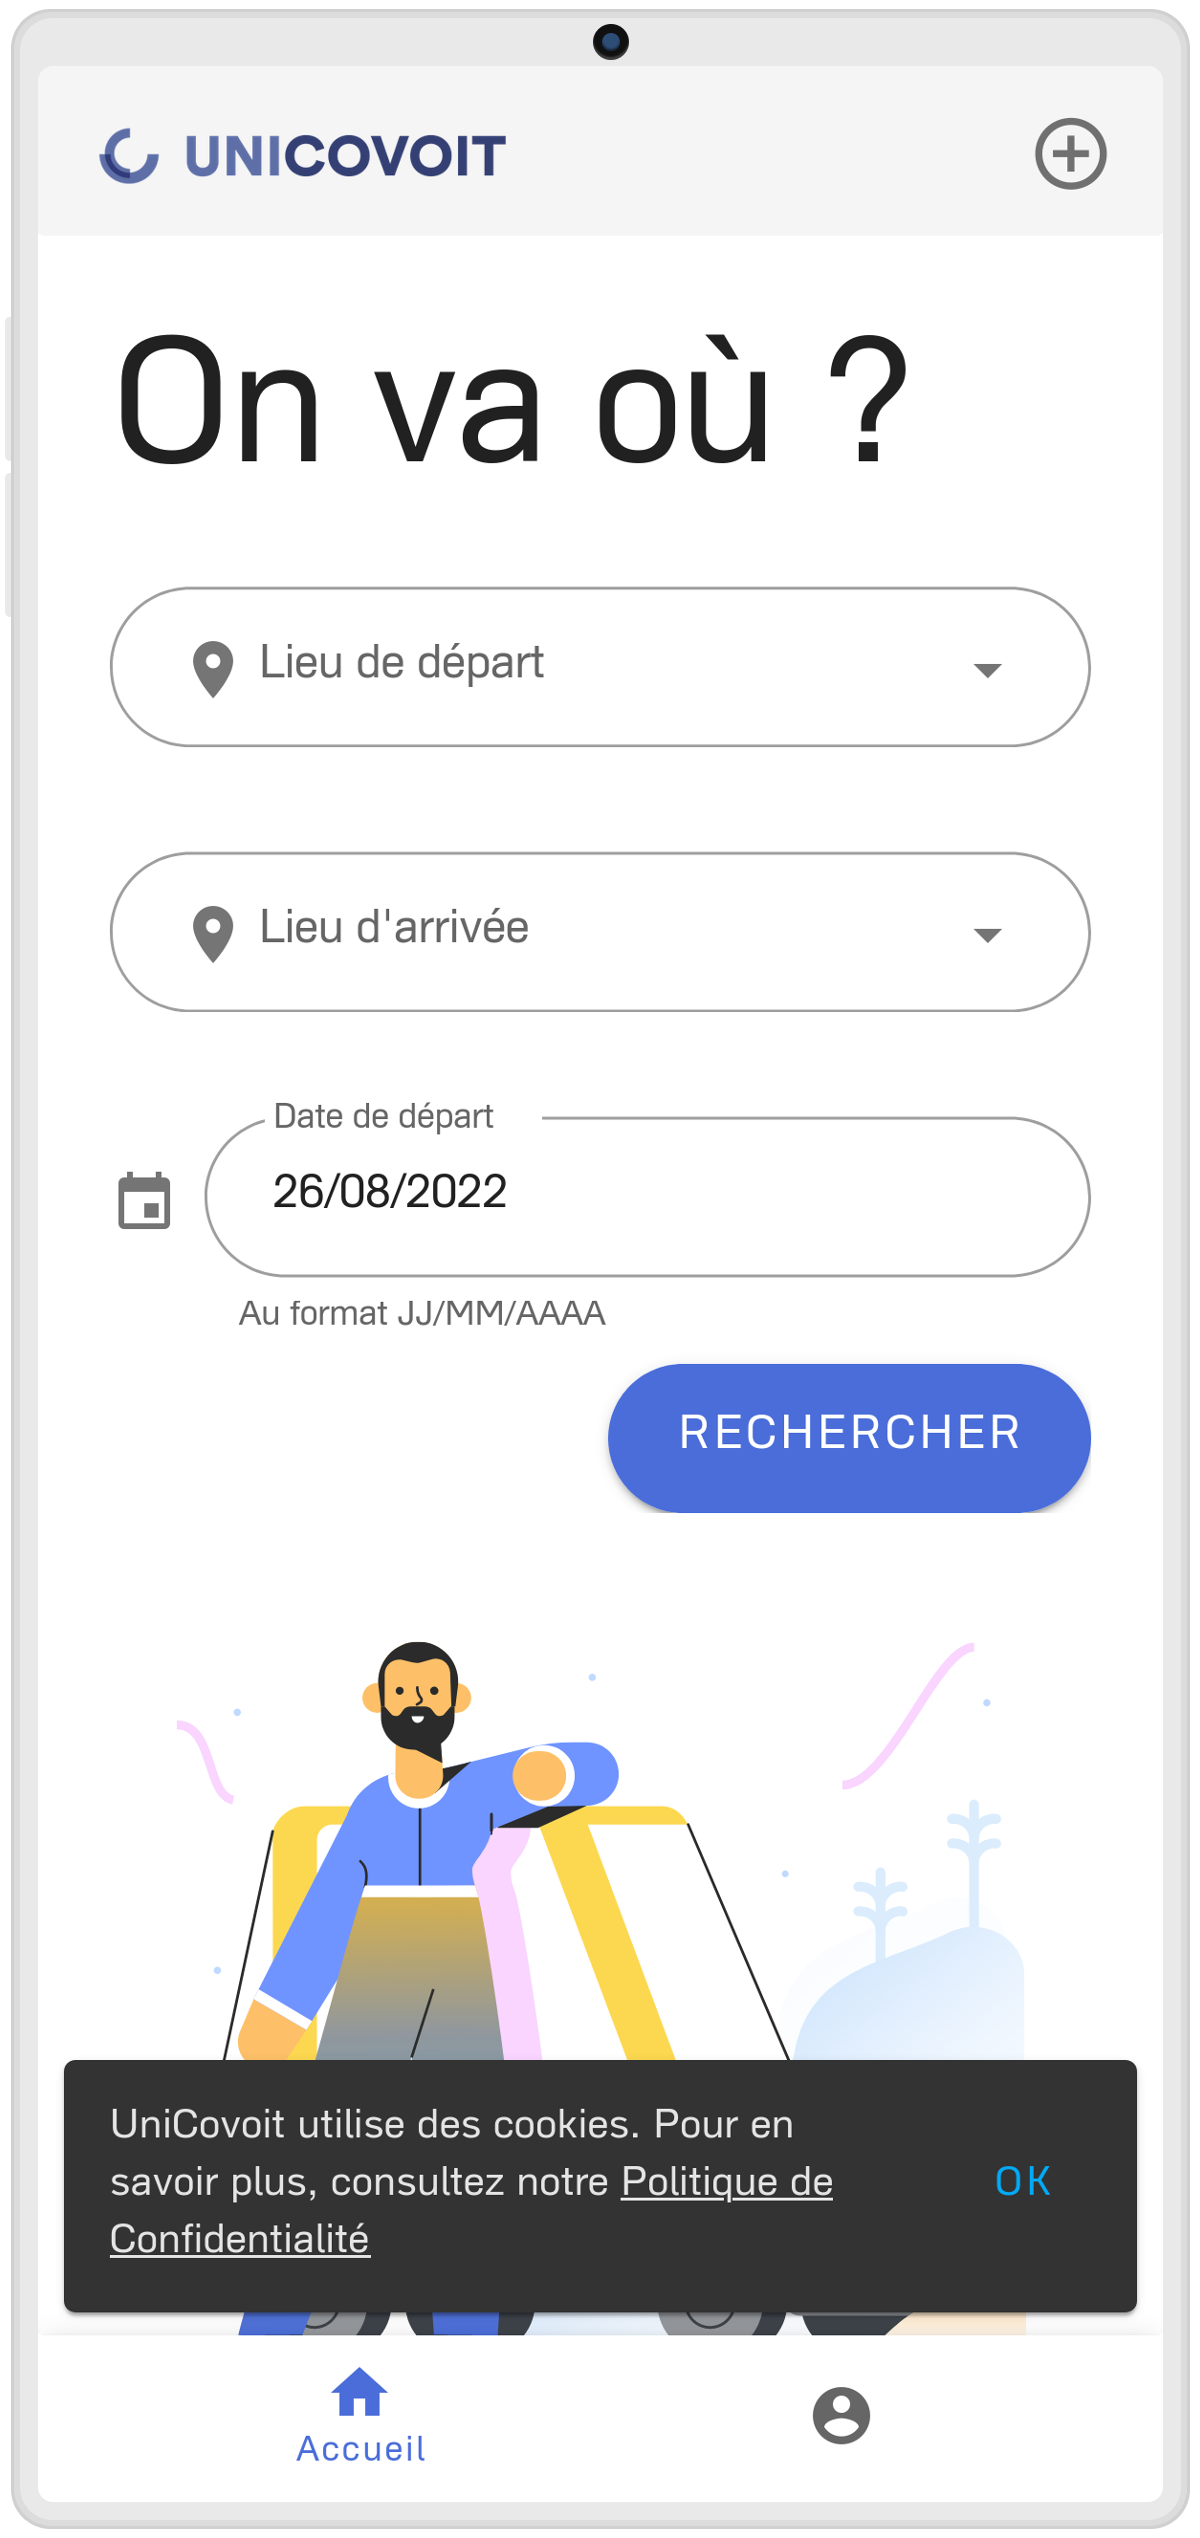 UNICOVOIT
On va où ?
Lieu de départ
Lieu d'arrivée
Date de départ
26/08/2022
Au format JJ/MM/AAAA
RECHERCHER
UniCovoit utilise des cookies. Pour en
savoir plus, consultez notre Politique de
Confidentialité
OK
Accueil